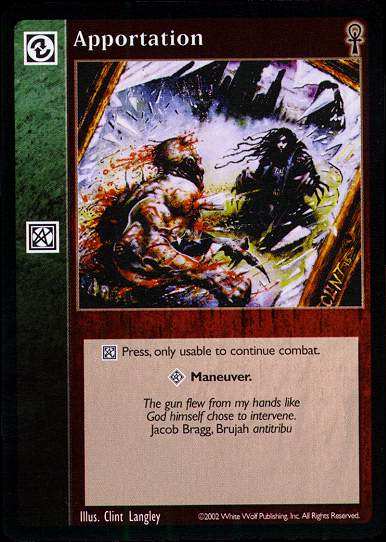 Apportation
CLINT
Press, only usable to continue combat.
Maneuver.
The gun flew from my hands like
God himself chose to intervene.
Jacob Bragg, Brujah antitribu
Illus. Clint Langley
©2002 White Wolf Publishing, Inc. All Rights Reserved.